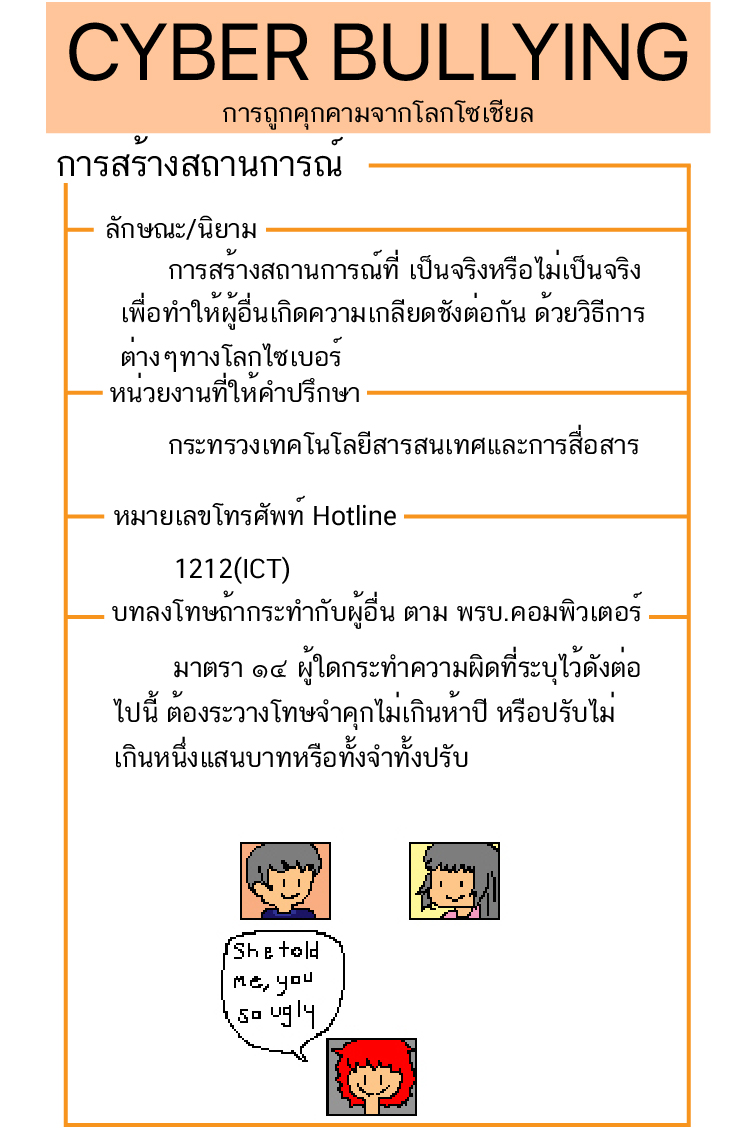 CYBER BULLYING
การถูกคุกคามจากโลกโซเชียล
การสร้างสถานการณ์
ลักษณะ/นิยาม
การสร้างสถานการณ์ที่ เป็นจริงหรือไม่เป็นจริง
เพื่อทำให้ผู้อื่นเกิดความเกลียดชังต่อกัน ด้วยวิธีการ
ต่างๆทางโลกไซเบอร์
หน่วยงานที่ให้คำปรึกษา
กระทรวงเทคโนโลยีสารสนเทศและการสื่อสาร
หมายเลขโทรศัพท์ Hotline
1212(ICT)
บทลงโทษถ้ากระทำกับผู้อื่น ตาม พรบ.คอมพิวเตอร์
มาตรา ๑๔ ผู้ใดกระทำความผิดที่ระบุไว้ดังต่อ
ไปนี้ ต้องระวางโทษจำคุกไม่เกินห้าปี หรือปรับไม่
เกินหนึ่งแสนบาทหรือทั้งจำทั้งปรับ
She told
me, you
so ugly